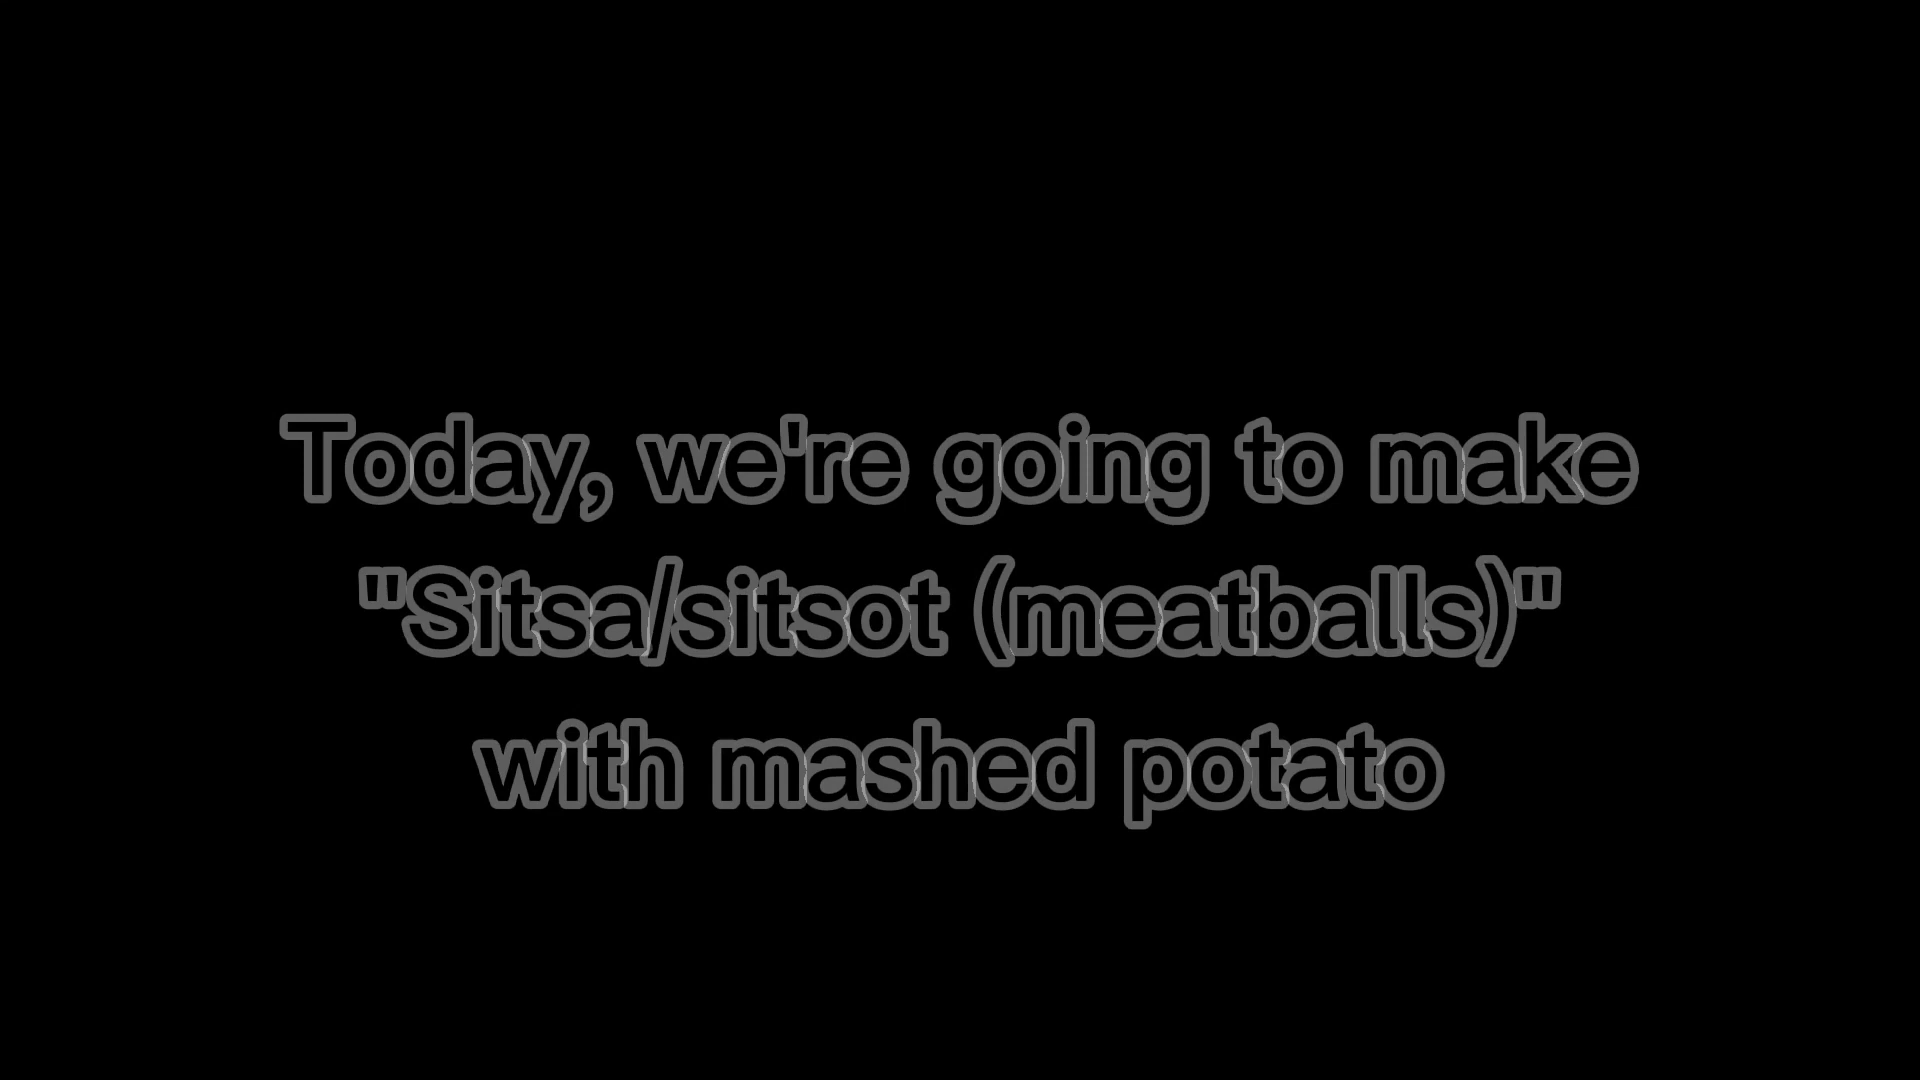 Today, we're going to make
"Sitsa/sitsot (meatballs)"
with mashed potato